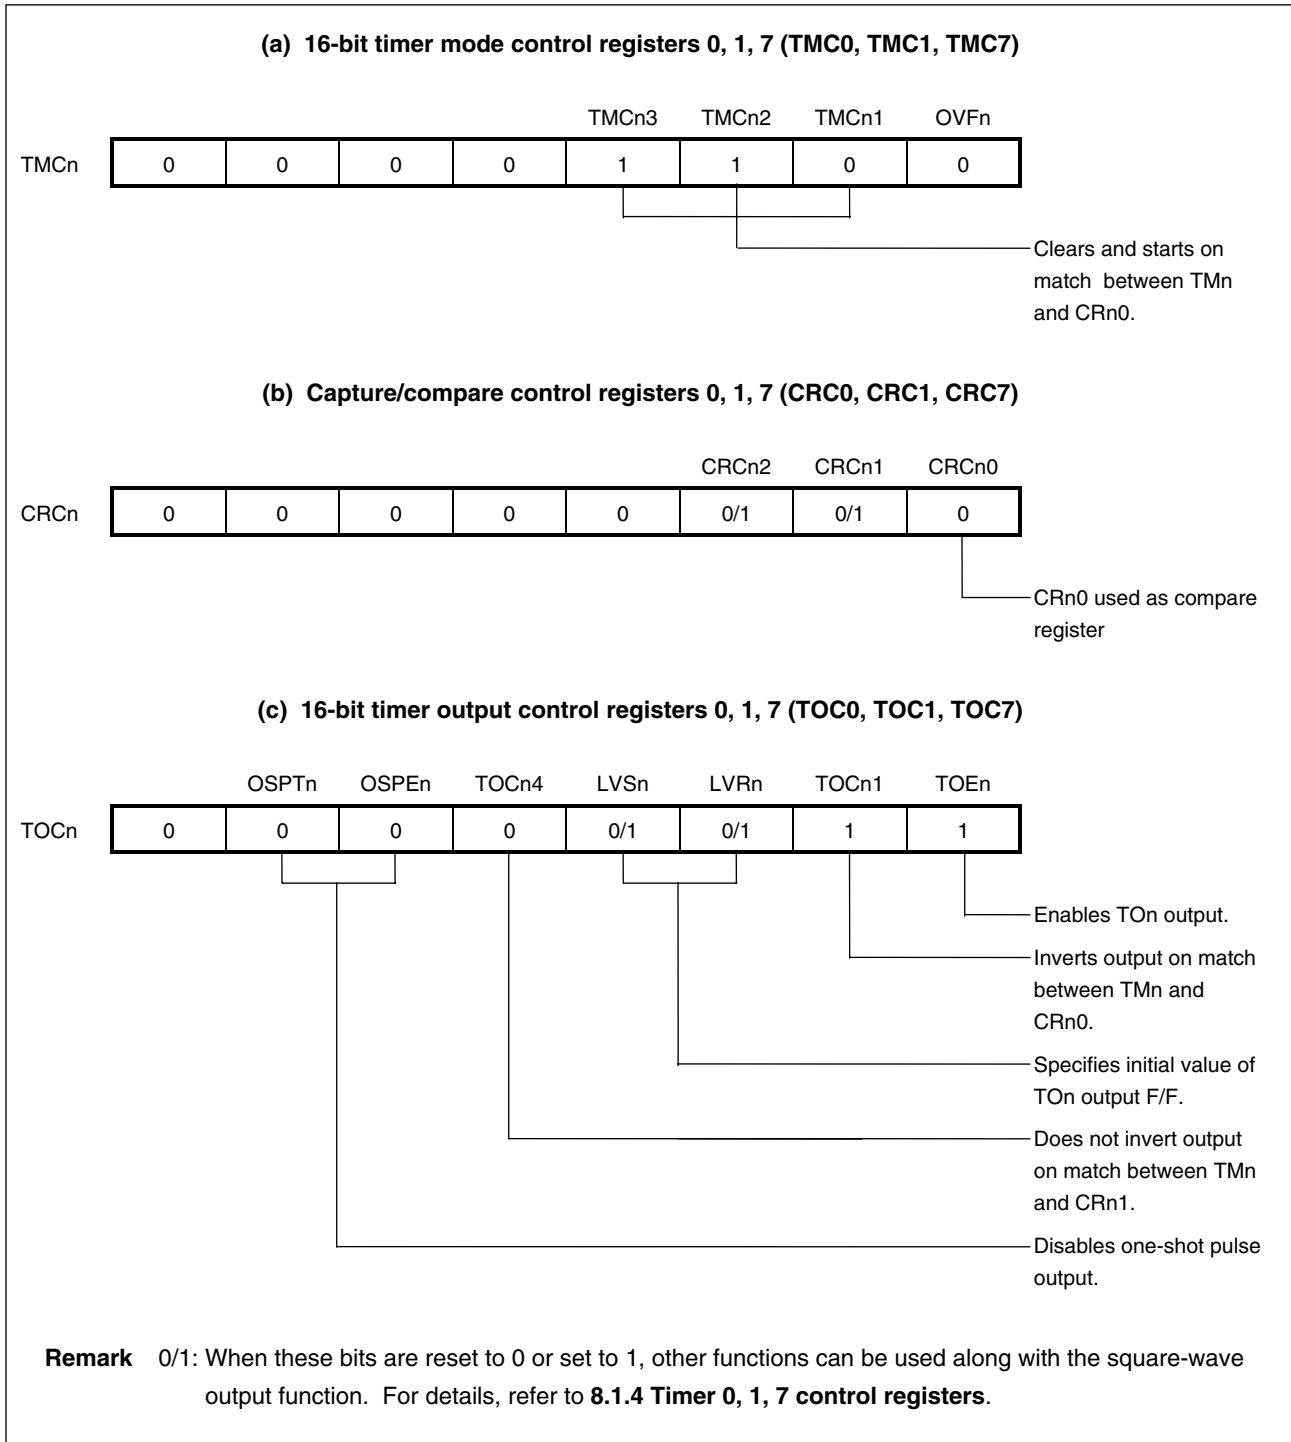 (a) 16-bit timer mode control registers 0, 1, 7 (TMC0, TMC1, TMC7)
TMCn3 TMCn2 TMCn1 OVFn
TMCn 0 0 0 0 1 1 0 0
Clears and starts on
match between TMn
and CRn0.
(b) Capture/compare control registers 0, 1, 7 (CRC0, CRC1, CRC7)
CRCn2 CRCn1 CRCn0
CRCn 0 0 0 0 0 0/1 0/1 0
CRn0 used as compare
register
(c) 16-bit timer output control registers 0, 1, 7 (TOC0, TOC1, TOC7)
OSPTn OSPEn TOCn4 LVSn LVRn TOCn1 TOEn
TOCn 0 0 0 0 0/1 0/1 1 1
Enables TOn output.
Inverts output on match
between TMn and
CRn0.
Specifies initial value of
TOn output F/F.
Does not invert output
on match between TMn
and CRn1.
Disables one-shot pulse
output.
Remark 0/1: When these bits are reset to 0 or set to 1, other functions can be used along with the square-wave
output function. For details, refer to 8.1.4 Timer 0, 1, 7 control registers.